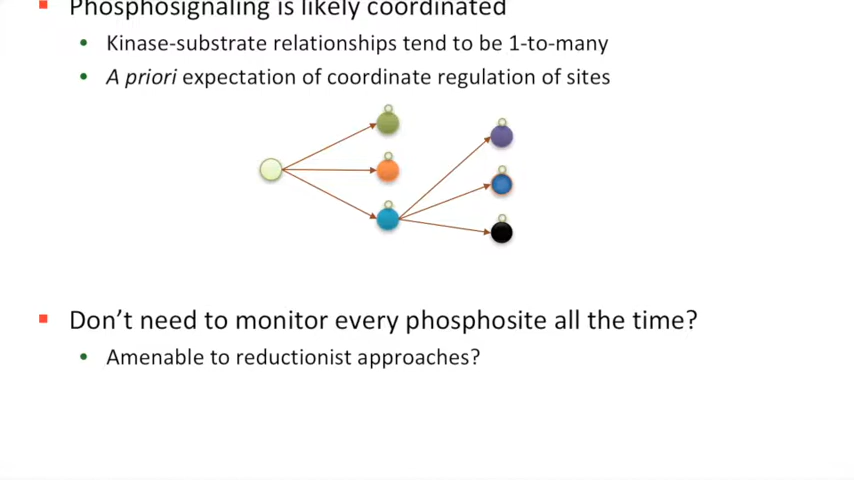 Phosphosignaling is likely coordinated
Kinase-substrate relationships tend to be 1-to-many
A priori expectation of coordinate regulation of sites
Don't need to monitor every phosphosite all the time?
Amenable to reductionist approaches?